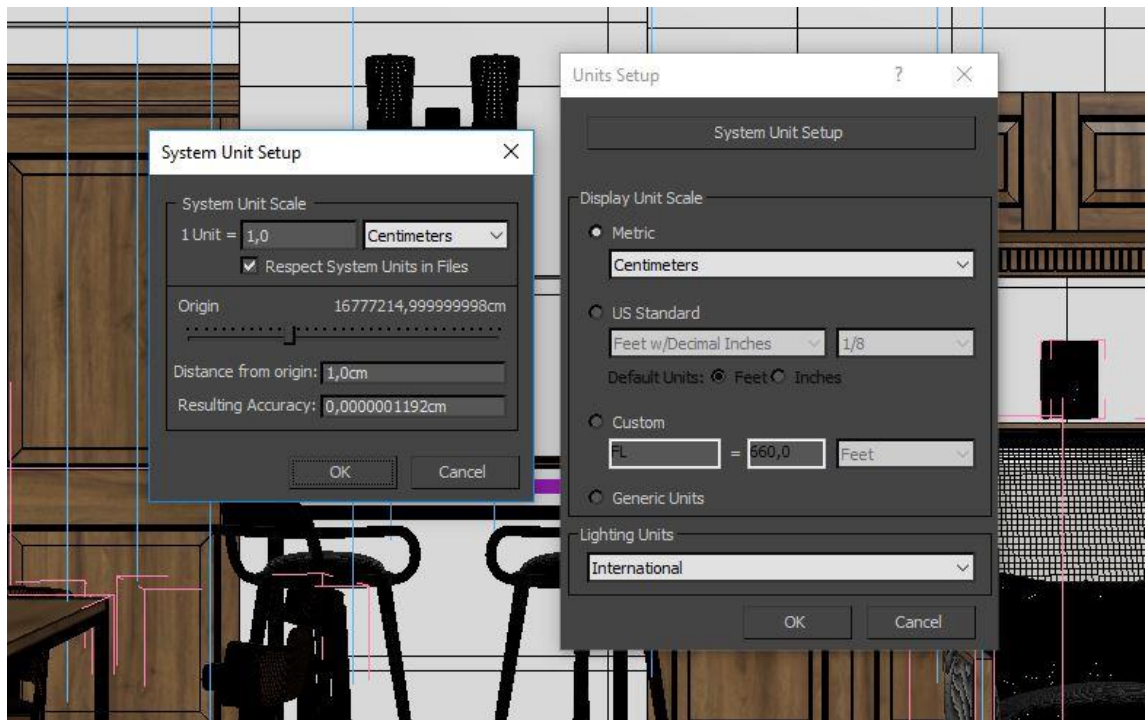 System Unit Setup
System Unit Scale
1 Unit = 1,0 Centimeters
Respect System Units in Files
Origin 16777214,999999998cm
Distance from origin: 1,0cm
Resulting Accuracy: 0,0000001192cm
OK Cancel
Units Setup ?
System Unit Setup
Display Unit Scale
Metric
Centimeters
US Standard
Feet w/Decimal Inches 1/8
Default Units: Feet Inches
Custom
FL = 660,0 Feet
Generic Units
Lighting Units
International
OK Cancel